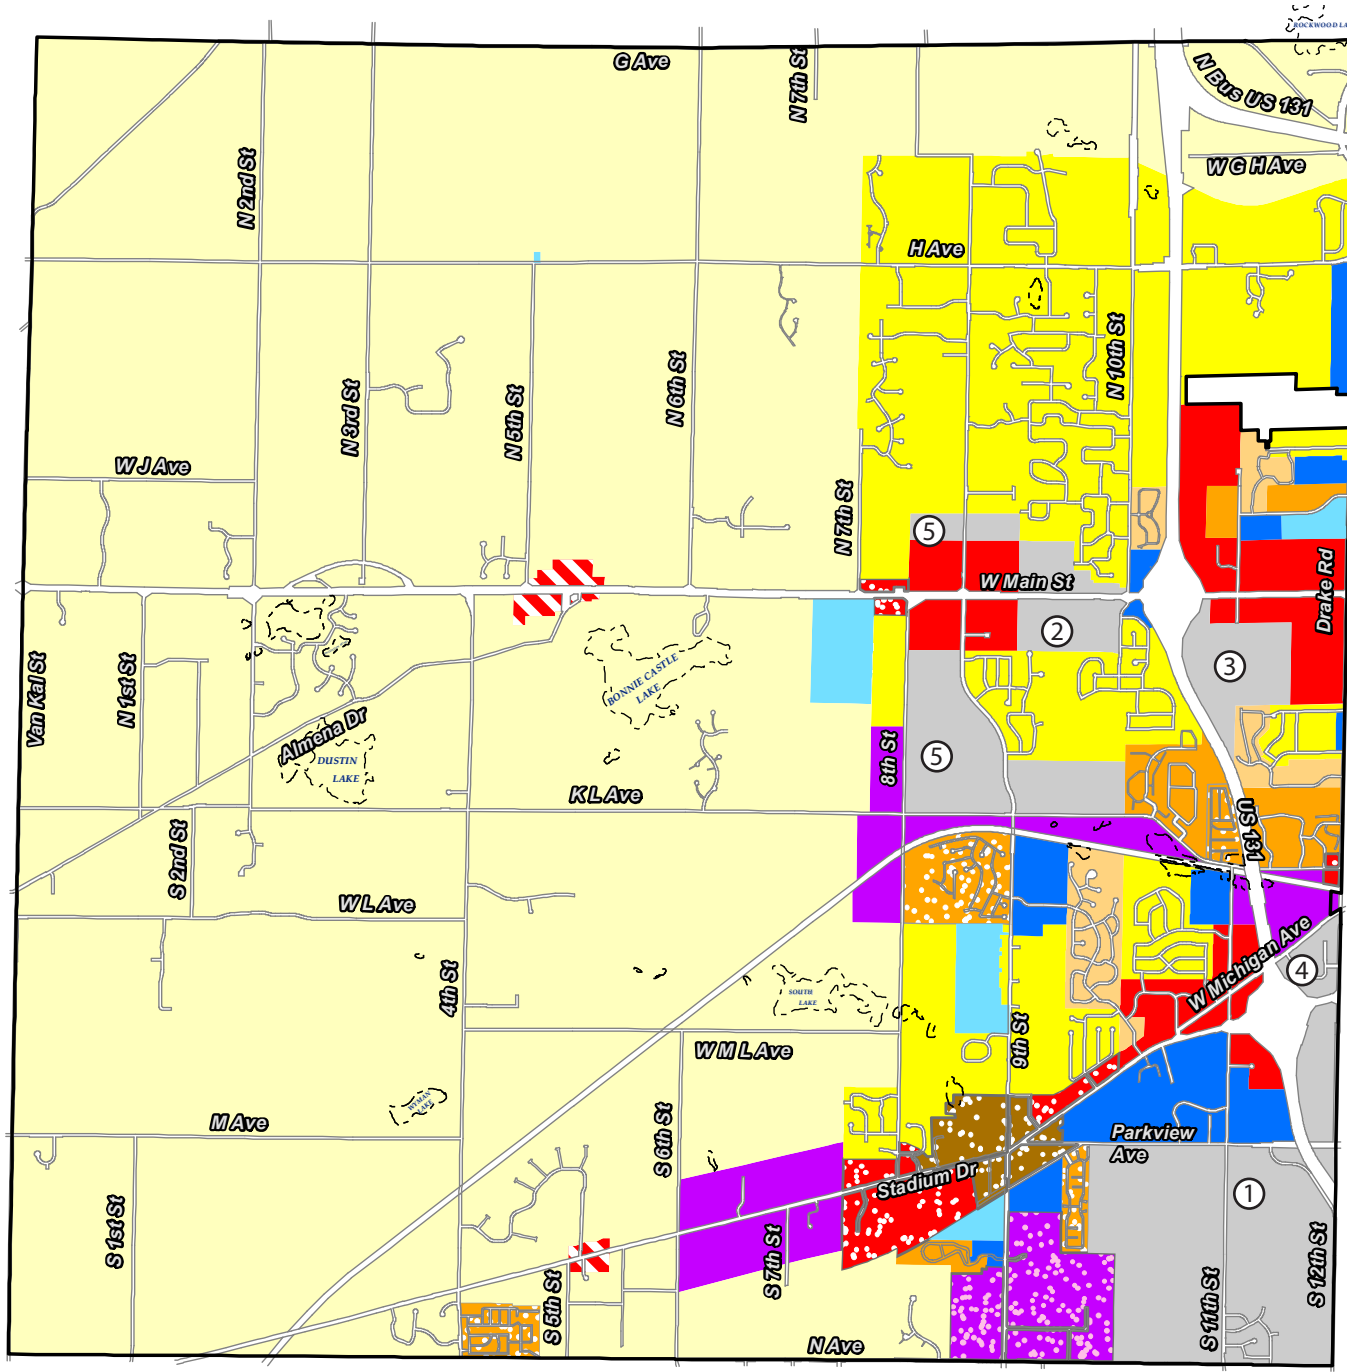 ROCKWOOD LA
G Ave
N 7th St
N Bus US 131
W G H Ave
N 2nd St
H Ave
N 10th St
N 3rd St
N 5th St
N 6th St
W J Ave
N 7th St
5
W Main St
Drake Rd
2
3
Van Kal St
N 1st St
BONNIE CASTLE
LAKE
Almena Dr
DUSTIN
LAKE
8th St
5
K L Ave
US 131
S 2nd St
W L Ave
W Michigan Ave
4
4th St
SOUTH
LAKE
9th St
W M L Ave
WYMAN
LAKE
M Ave
S 6th St
Parkview
Ave
Stadium Dr
1
S 1st St
S 7th St
S 5th St
S 11th St
S 12th St
N Ave